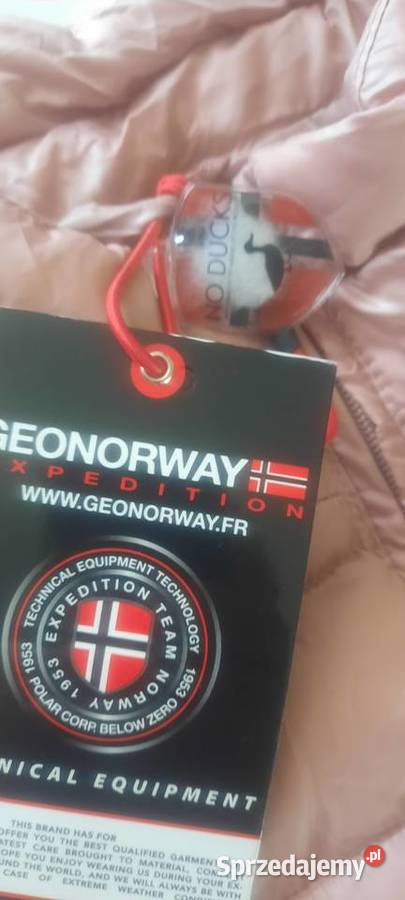 NO DUCKS
GEONORWAY
EXPEDITION
WWW.GEONORWAY.FR
TECHNICAL EQUIPMENT TECHNOLOGY
1953 POLAR CORP. BELOW ZERO 1953
EXPEDITION TEAM
NORWAY 1953
NICAL EQUIPMENT
THIS BRAND HAS FOR
OFFER YOU THE BEST QUALIFIED GARMEN
ATEST CARE BROUGHT TO MATERIAL, COM
OPE YOU ENJOY WEARING US DURING YOUR EX-
UND THE WORLD, AND WE WILL ALWAYS BE WITH
CASE OF EXTREME WEATHER COND
Sprzedajemy.pl